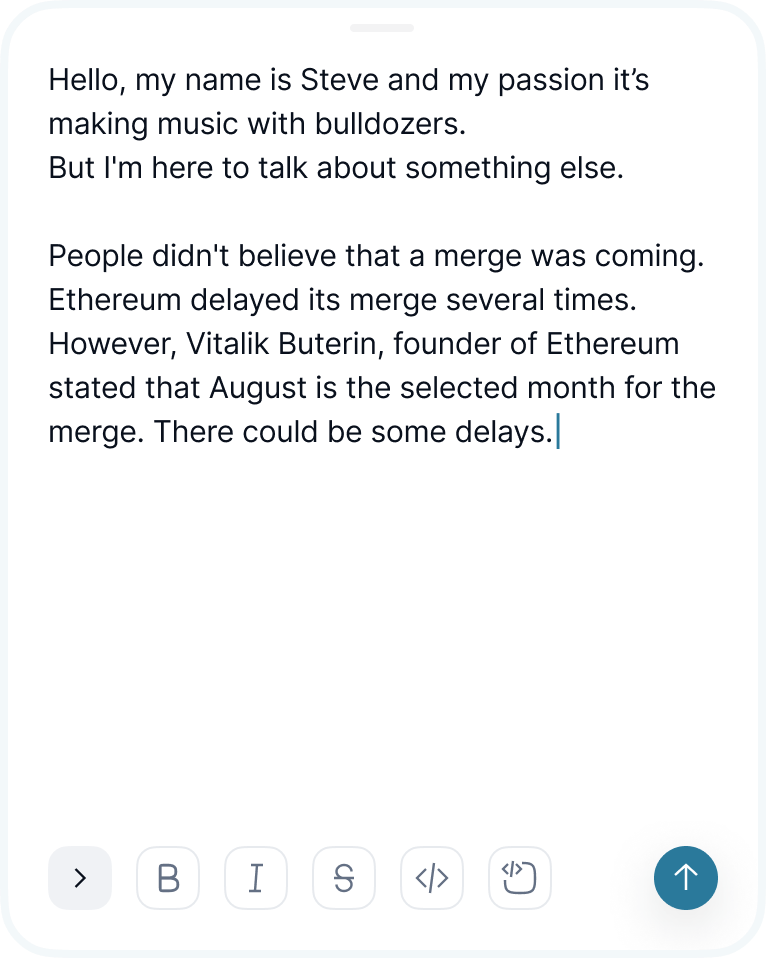 Hello, my name is Steve and my passion it’s
making music with bulldozers.
But I'm here to talk about something else.
People didn't believe that a merge was coming.
Ethereum delayed its merge several times.
However, Vitalik Buterin, founder of Ethereum
stated that August is the selected month for the
merge. There could be some delays.
B I S </> </>